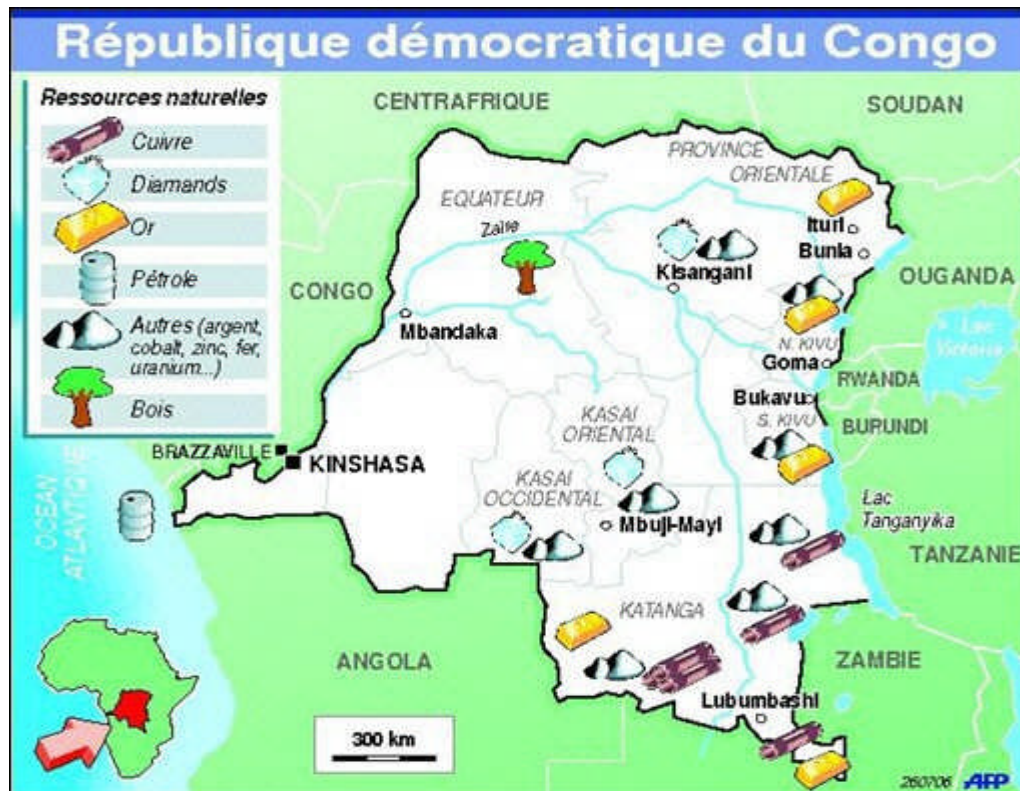 République démocratique du Congo
Ressources naturelles
Cuivre
Diamands
Or
Pétrole
Autres (argent,
cobalt, zinc, fer,
uranium...)
Bois
CENTRAFRIQUE
SOUDAN
PROVINCE
ORIENTALE
EQUATEUR
Zaïre
Ituri
Bunia
Kisangani
CONGO
OUGANDA
Mbandaka
Lac
Victoria
N. KIVU
Goma
RWANDA
Bukavu
S. KIVU
BURUNDI
KASAI
ORIENTAL
BRAZZAVILLE
KINSHASA
KASAI
OCCIDENTAL
OCEAN
ATLANTIQUE
Mbuji-Mayi
Lac
Tanganyika
TANZANIE
KATANGA
ANGOLA
ZAMBIE
Lubumbashi
300 km
260706 AFP